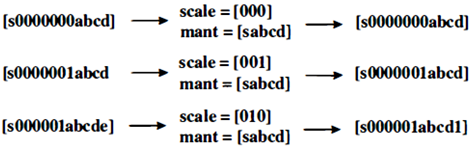 [s0000000abcd] scale = [000] mant = [sabcd] [s0000000abcd]
[s0000001abcd scale = [001] mant = [sabcd] [s0000001abcd]
[s000001abcde] scale = [010] mant = [sabcd] [s000001abcd1]